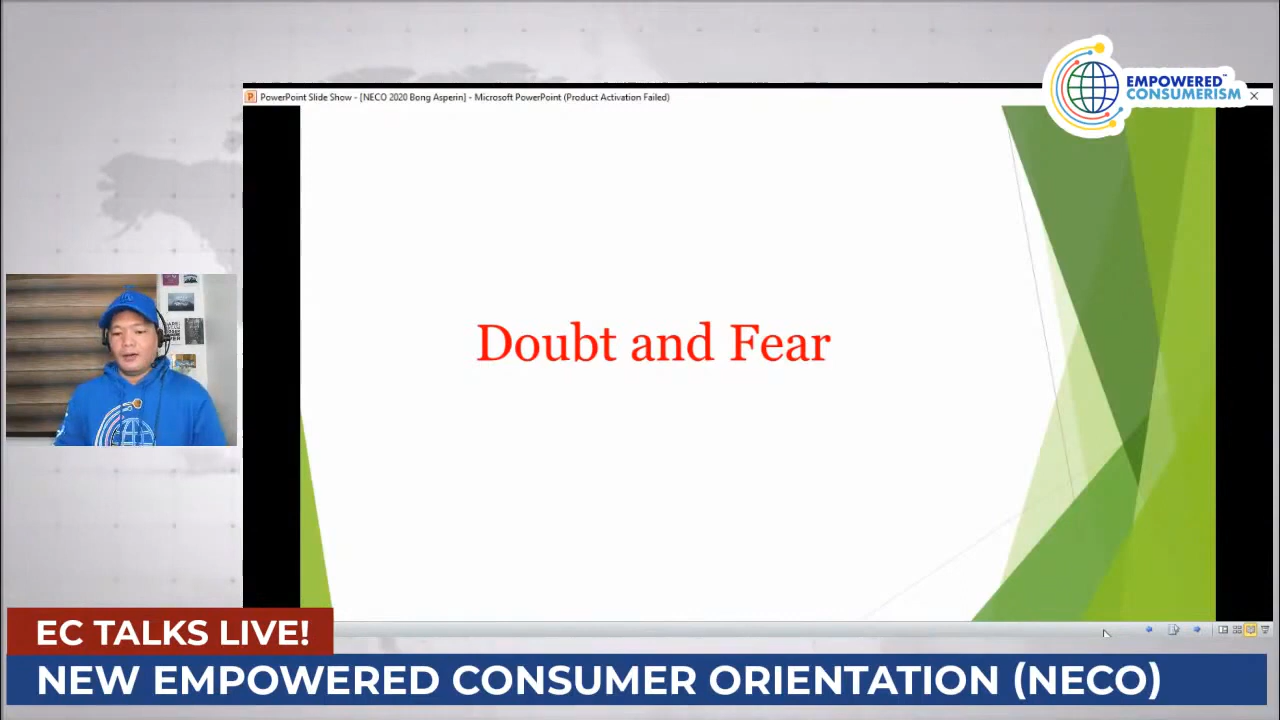 EMPOWERED™
CONSUMERISM
PowerPoint Slide Show - [NECO 2020 Bong Asperin] - Microsoft PowerPoint (Product Activation Failed)
Doubt and Fear
EC TALKS LIVE!
NEW EMPOWERED CONSUMER ORIENTATION (NECO)